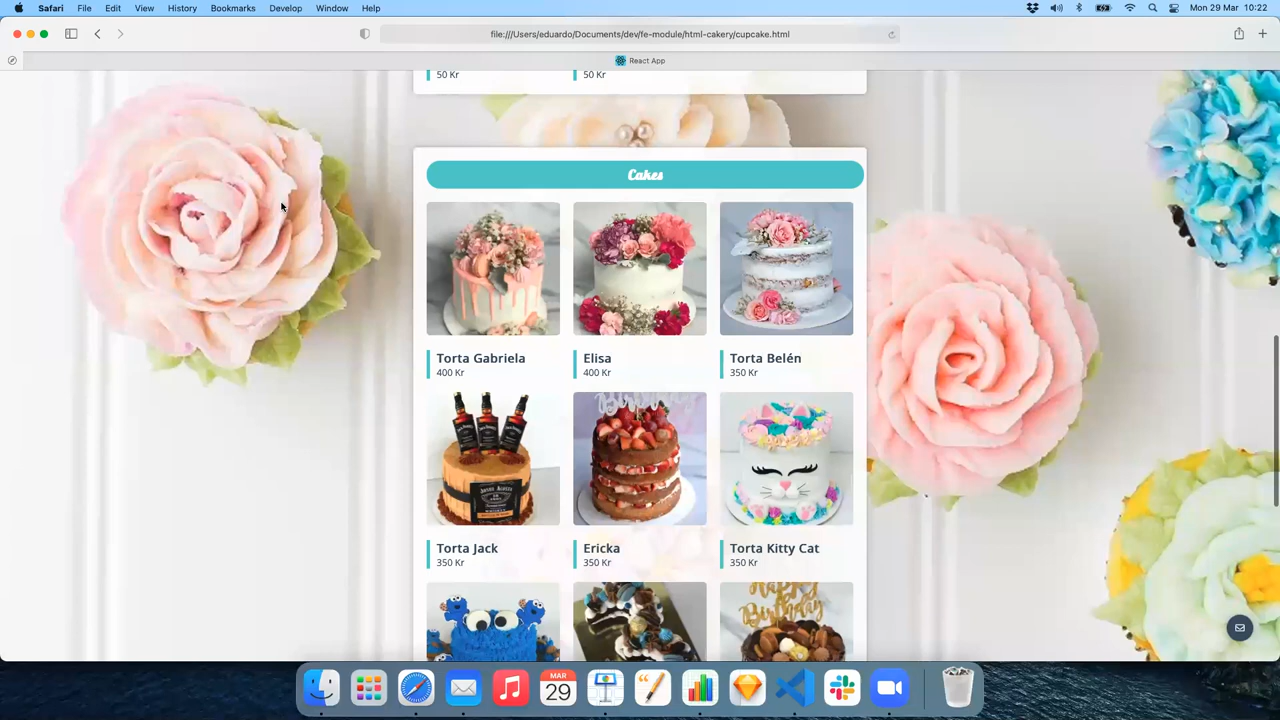 Safari File Edit View History Bookmarks Develop Window Help Mon 29 Mar 10:22
file:///Users/eduardo/Documents/dev/fe-module/html-cakery/cupcake.html
React App
50 Kr 50 Kr
Cakes
Torta Gabriela Elisa Torta Belén
400 Kr 400 Kr 350 Kr
Birthday
Torta Jack Ericka Torta Kitty Cat
350 Kr 350 Kr 350 Kr
Happy
Birthday
MAR
29